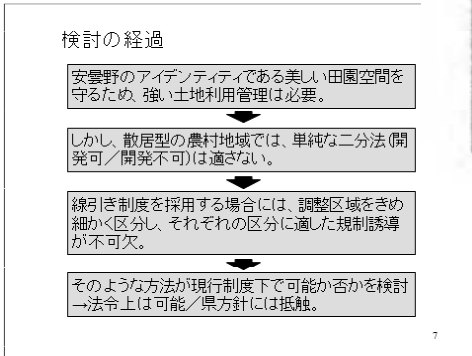 検討の経過
安曇野のアイデンティティである美しい田園空間を
守るため、強い土地利用管理は必要。
しかし、散居型の農村地域では、単純な二分法(開
発可／開発不可)は適さない。
線引き制度を採用する場合には、調整区域をきめ
細かく区分し、それぞれの区分に適した規制誘導
が不可欠。
そのような方法が現行制度下で可能か否かを検討
→法令上は可能／県方針には抵触。
7